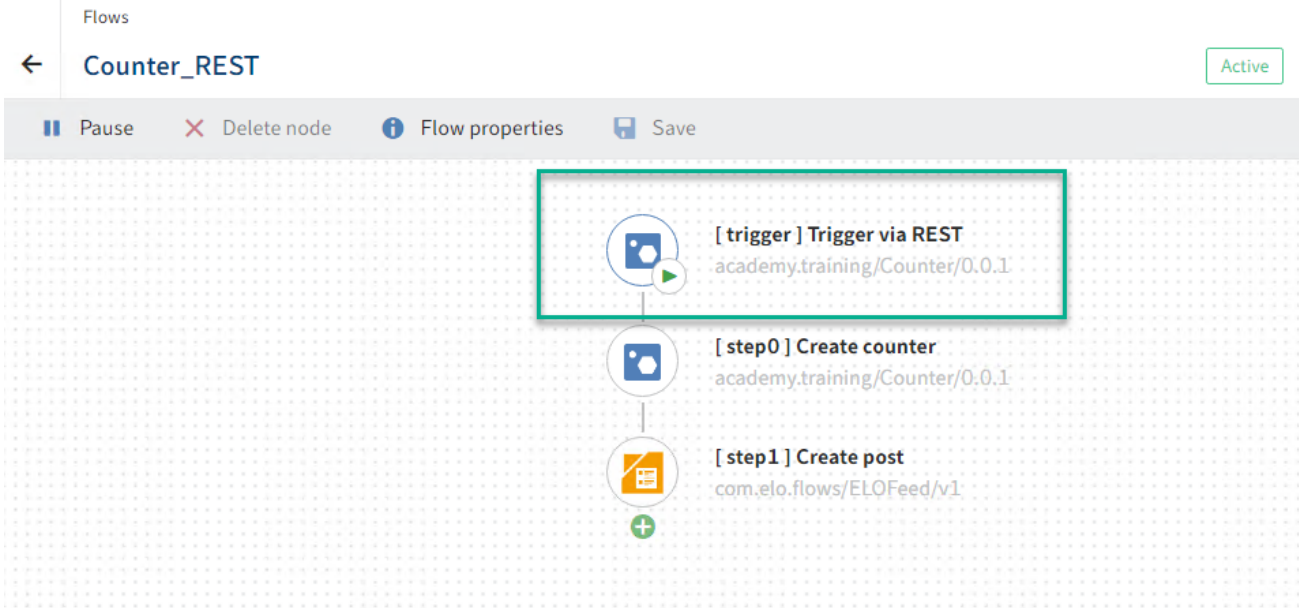 Flows
Counter_REST
Active
Pause Delete node Flow properties Save
[ trigger ] Trigger via REST
academy.training/Counter/0.0.1
[ step0 ] Create counter
academy.training/Counter/0.0.1
[ step1 ] Create post
com.elo.flows/ELOFeed/v1